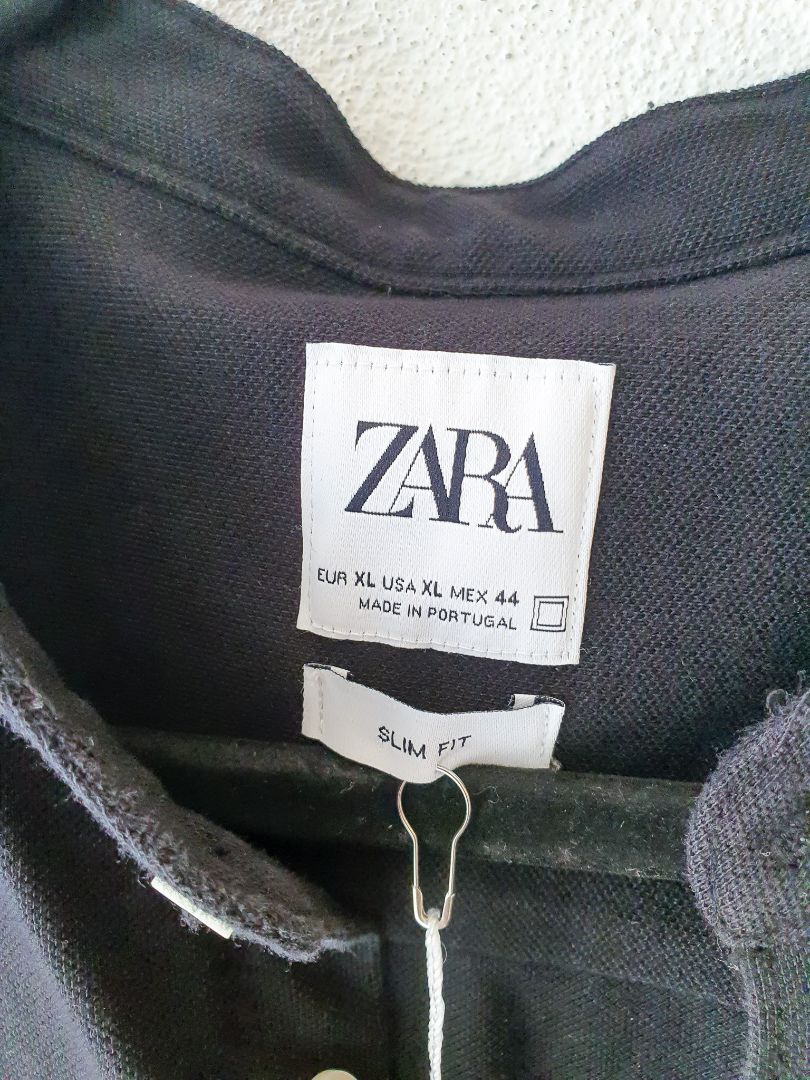 ZARA
EUR XL USA XL MEX 44
MADE IN PORTUGAL
SLIM FIT